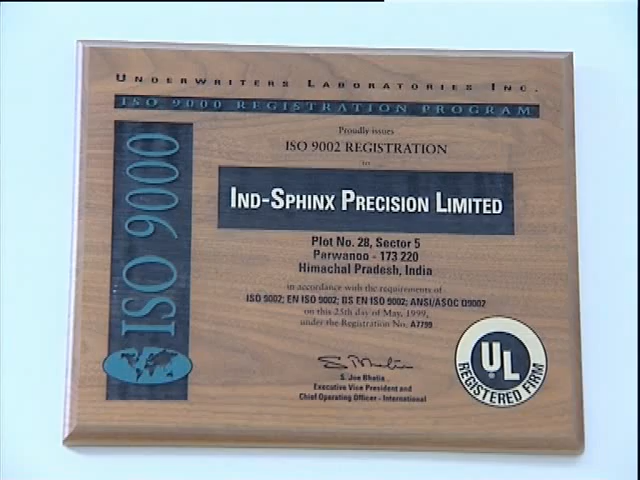 UNDERWRITERS LABORATORIES INC.
ISO 9000 REGISTRATION PROGRAM
Proudly issues
ISO 9002 REGISTRATION
to
IND-SPHINX PRECISION LIMITED
Plot No. 28, Sector 5
Parwanoo - 173 220
Himachal Pradesh, India
in accordance with the requirements of
ISO 9002; EN ISO 9002; BS EN ISO 9002; ANSI/ASQC Q9002
on this 25th day of May, 1999,
under the Registration No. A7799
S. Joe Bhatia
Executive Vice President and
Chief Operating Officer - International
ISO 9000
UL
REGISTERED FIRM